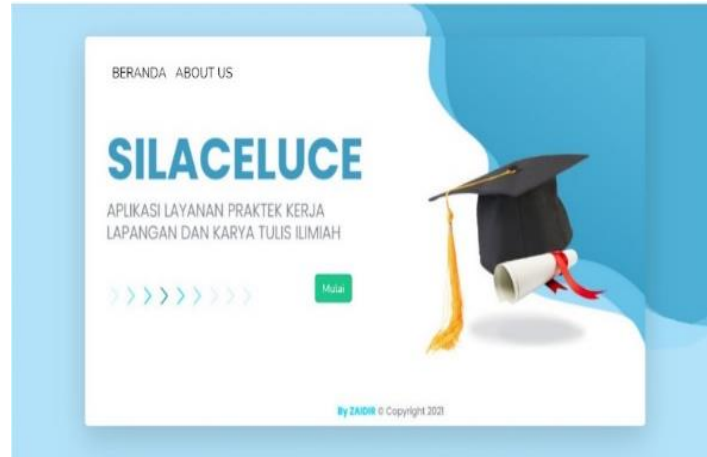 BERANDA ABOUT US
SILACELUCE
APLIKASI LAYANAN PRAKTEK KERJA
LAPANGAN DAN KARYA TULIS ILIMIAH
Mulai
By ZAIDIR © Copyright 2021